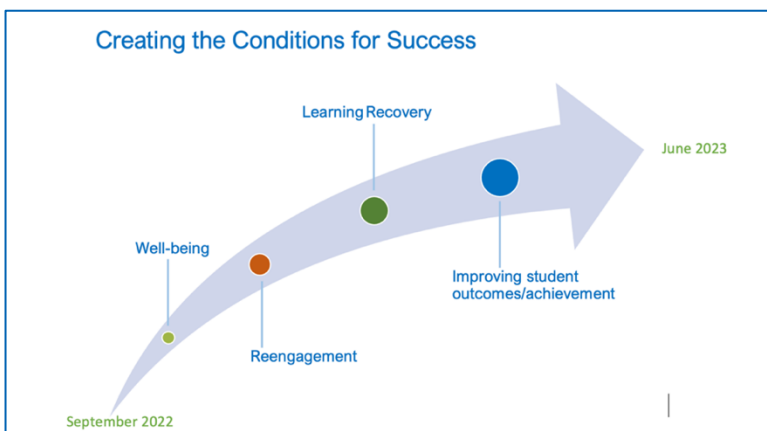 Creating the Conditions for Success
Learning Recovery
June 2023
Well-being
Improving student
outcomes/achievement
Reengagement
September 2022